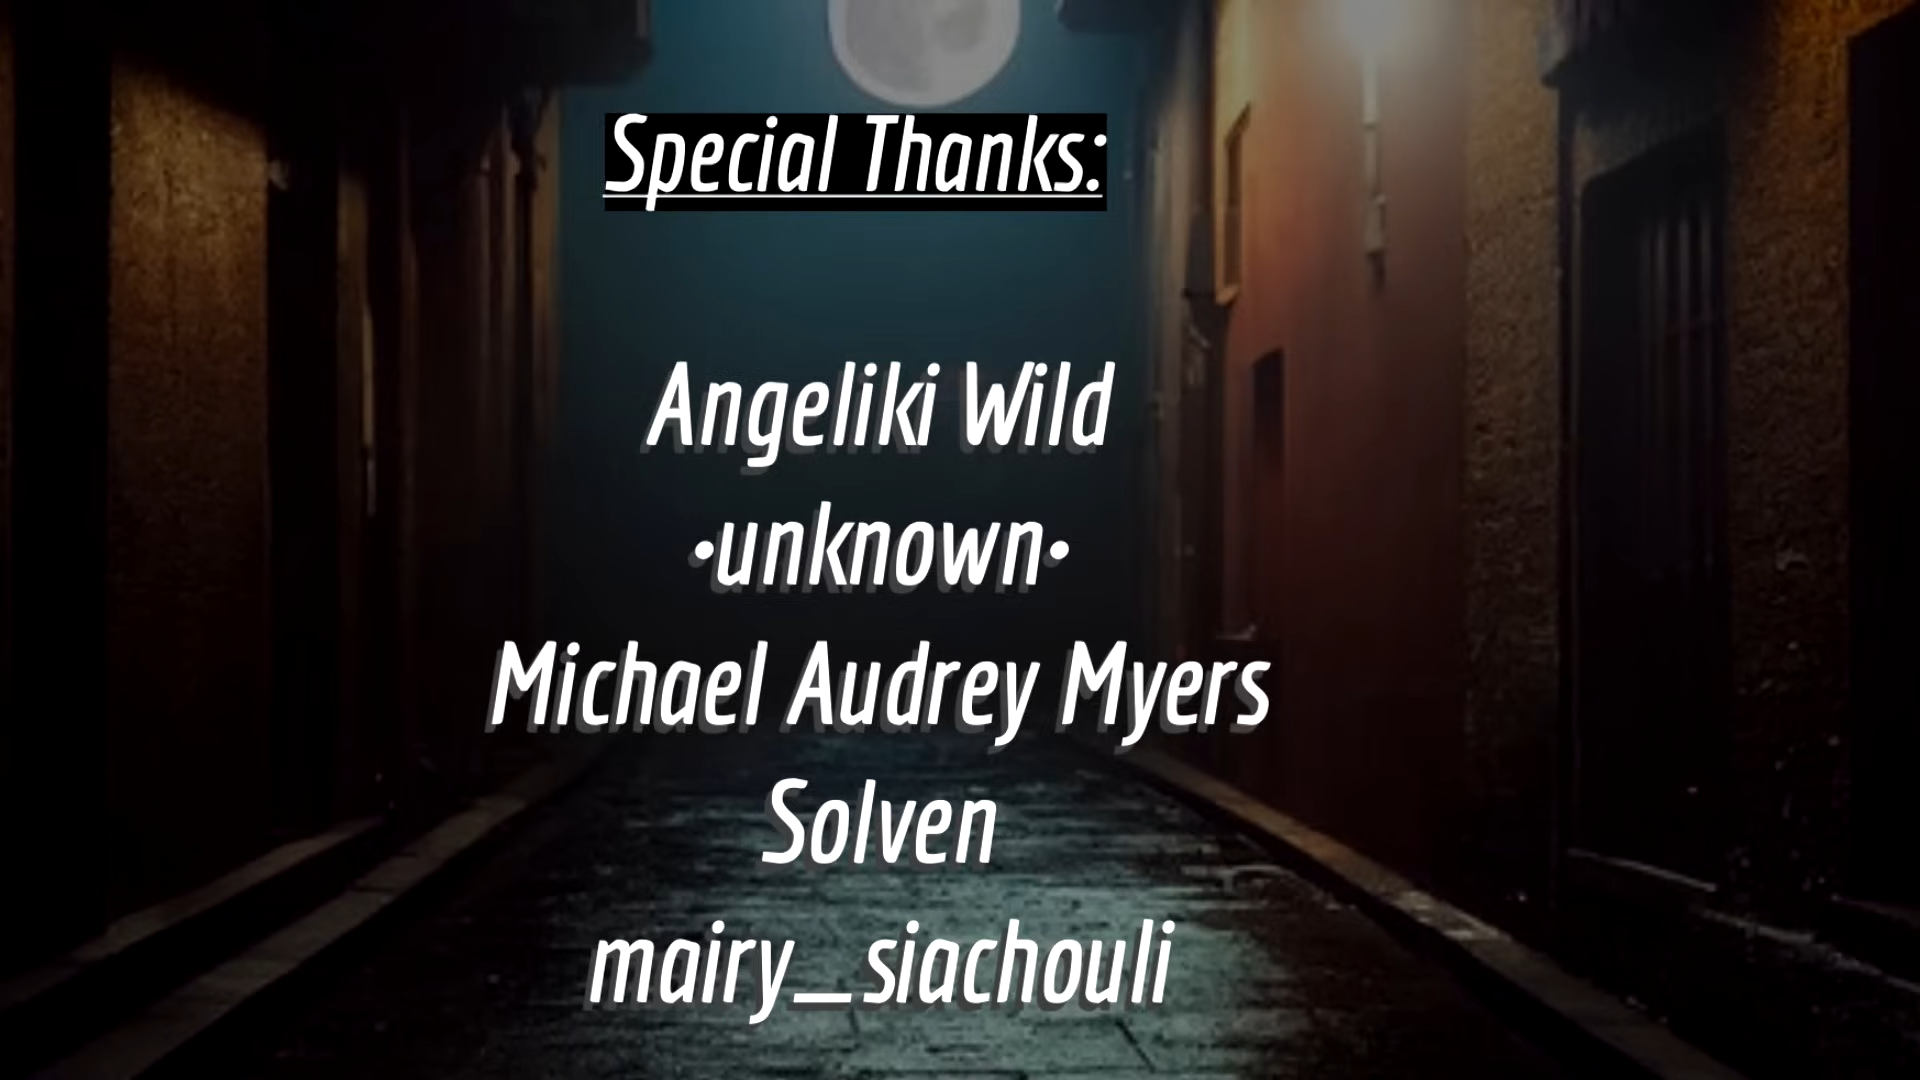 Special Thanks:
Angeliki Wild
•unknown•
Michael Audrey Myers
Solven
mairy_siachouli